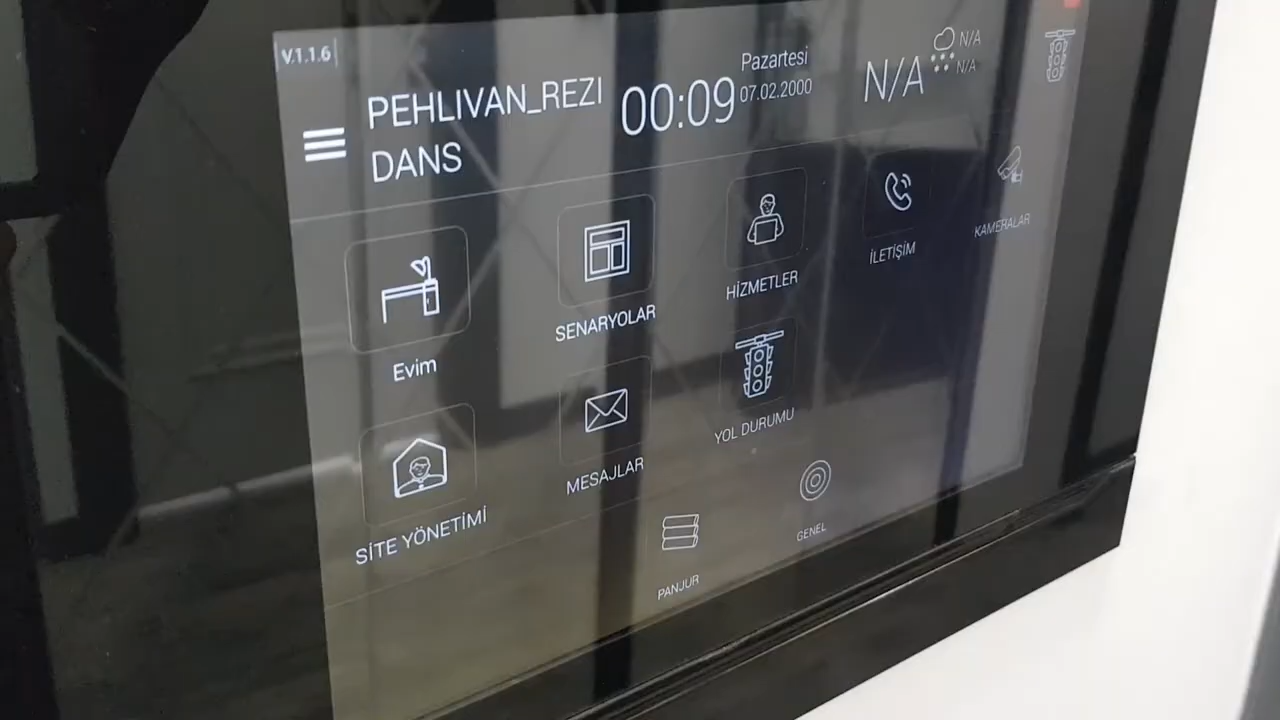 V.1.1.6
PEHLIVAN_REZI
DANS
00:09
Pazartesi
07.02.2000
N/A
N/A
N/A
Evim
SENARYOLAR
HİZMETLER
İLETİŞİM
KAMERALAR
SİTE YÖNETİMİ
MESAJLAR
YOL DURUMU
PANJUR
GENEL